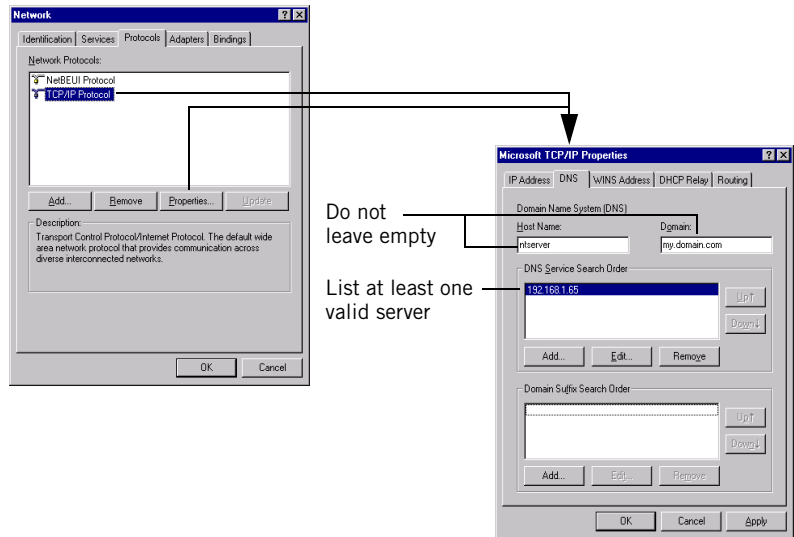 Network
Identification Services Protocols Adapters Bindings
Network Protocols:
NetBEUI Protocol
TCP/IP Protocol
Add... Remove Properties... Update
Description:
Transport Control Protocol/Internet Protocol. The default wide
area network protocol that provides communication across
diverse interconnected networks.
OK Cancel
Do not
leave empty
List at least one
valid server
Microsoft TCP/IP Properties
IP Address DNS WINS Address DHCP Relay Routing
Domain Name System (DNS)
Host Name: Domain:
ntserver my.domain.com
DNS Service Search Order
192.168.1.65
Up↑
Down↓
Add... Edit... Remove
Domain Suffix Search Order
Up↑
Down↓
Add... Edit... Remove
OK Cancel Apply